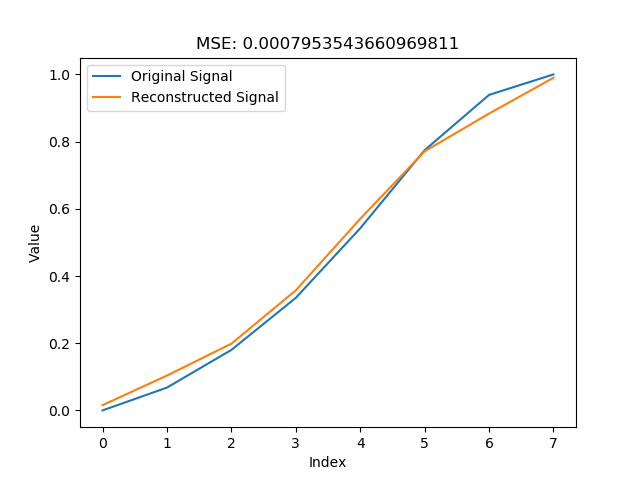 MSE: 0.0007953543660969811
Original Signal
Reconstructed Signal
1.0
0.8
0.6
0.4
0.2
0.0
Value
0 1 2 3 4 5 6 7
Index